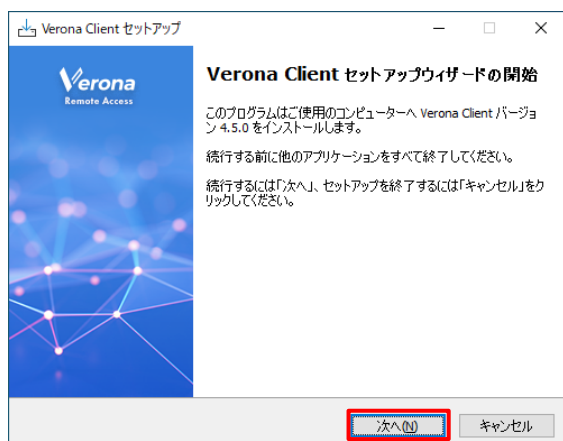 Verona Client セットアップ
Verona
Remote Access
Verona Client セットアップウィザードの開始
このプログラムはご使用のコンピューターへ Verona Client バージョ
ン 4.5.0 をインストールします。
続行する前に他のアプリケーションをすべて終了してください。
続行するには「次へ」、セットアップを終了するには「キャンセル」をク
リックしてください。
次へ(N)
キャンセル